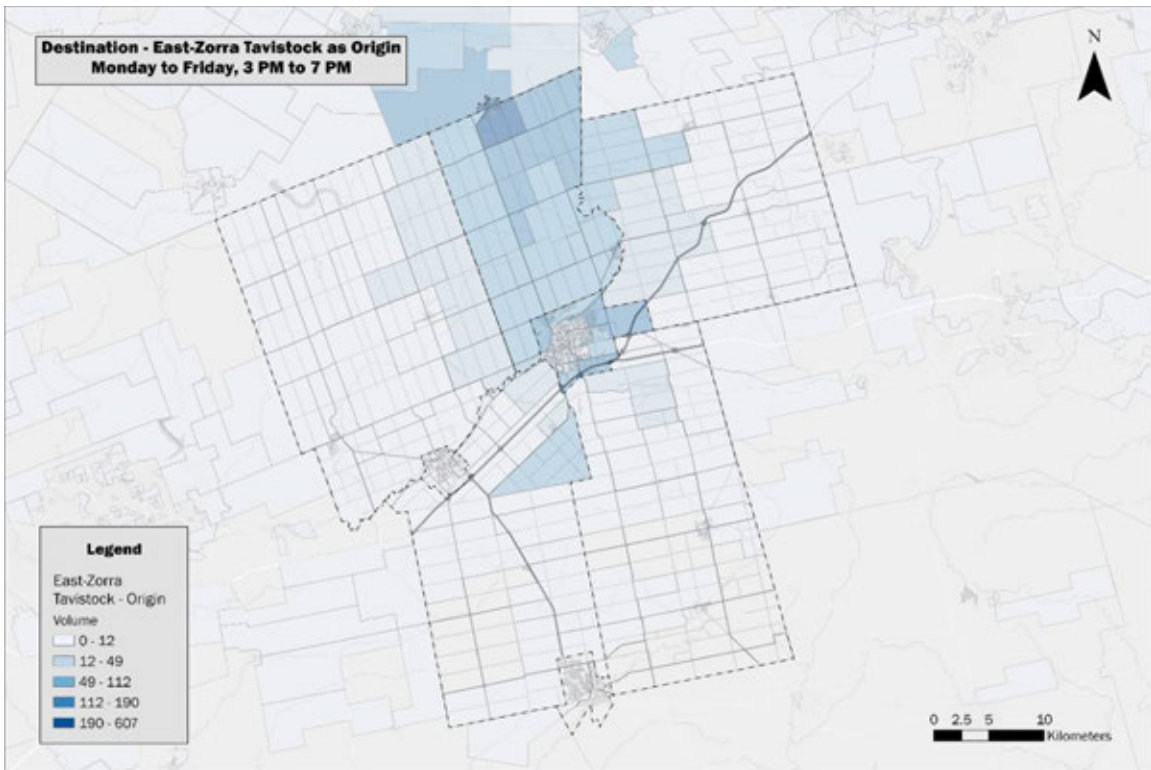 Destination - East-Zorra Tavistock as Origin
Monday to Friday, 3 PM to 7 PM
N
Legend
East-Zorra
Tavistock - Origin
Volume
0 - 12
12 - 49
49 - 112
112 - 190
190 - 607
0 2.5 5 10
Kilometers